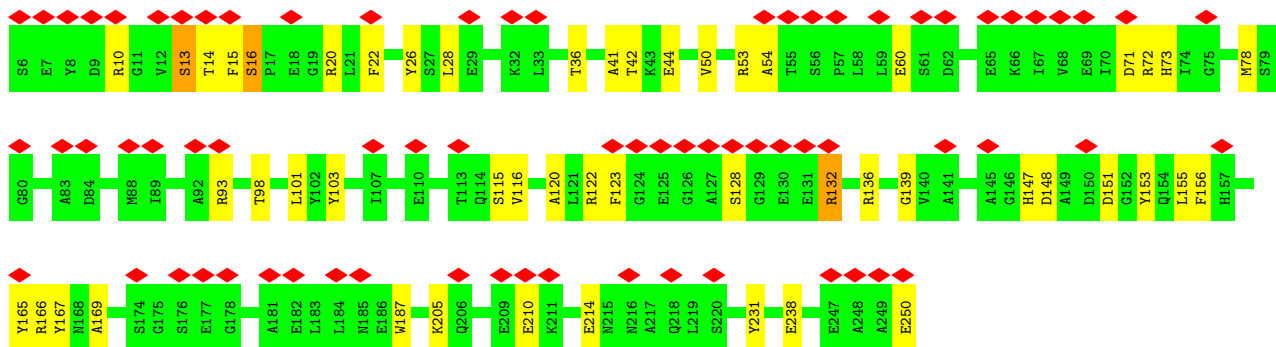 S6 E7 Y8 D9 R10 G11 V12 S13 T14 F15 S16 P17 E18 G19 R20 L21 F22 Y26 S27 L28 E29 K32 L33 T36 A41 T42 K43 E44 V50 R53 A54 T55 S56 P57 L58 L59 E60 S61 D62 E65 K66 I67 V68 E69 I70 D71 R72 H73 I74 G75 M78 S79
G80 A83 D84 M88 I89 A92 R93 T98 L101 Y102 Y103 I107 E110 T113 Q114 S115 V116 A120 L121 R122 F123 G124 E125 G126 A127 S128 G129 E130 E131 R132 R136 G139 V140 A141 A145 G146 H147 D148 A149 D150 D151 G152 Y153 Q154 L155 F156 H157
Y165 R166 Y167 N168 A169 S174 G175 S176 E177 G178 A181 E182 L183 L184 N185 E186 W187 K205 Q206 E209 E210 K211 E214 N215 N216 A217 Q218 L219 S220 Y231 E238 E247 A248 A249 E250